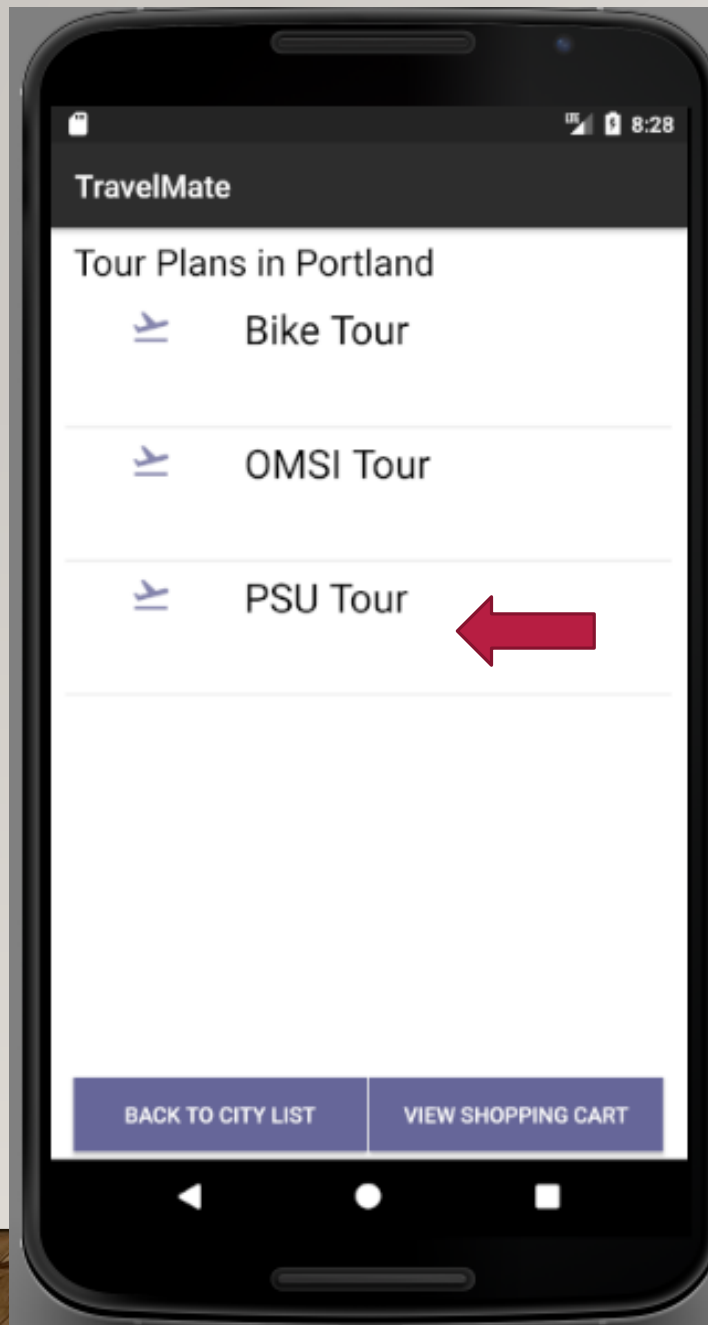 LTE 8:28
TravelMate
Tour Plans in Portland
Bike Tour
OMSI Tour
PSU Tour
BACK TO CITY LIST VIEW SHOPPING CART